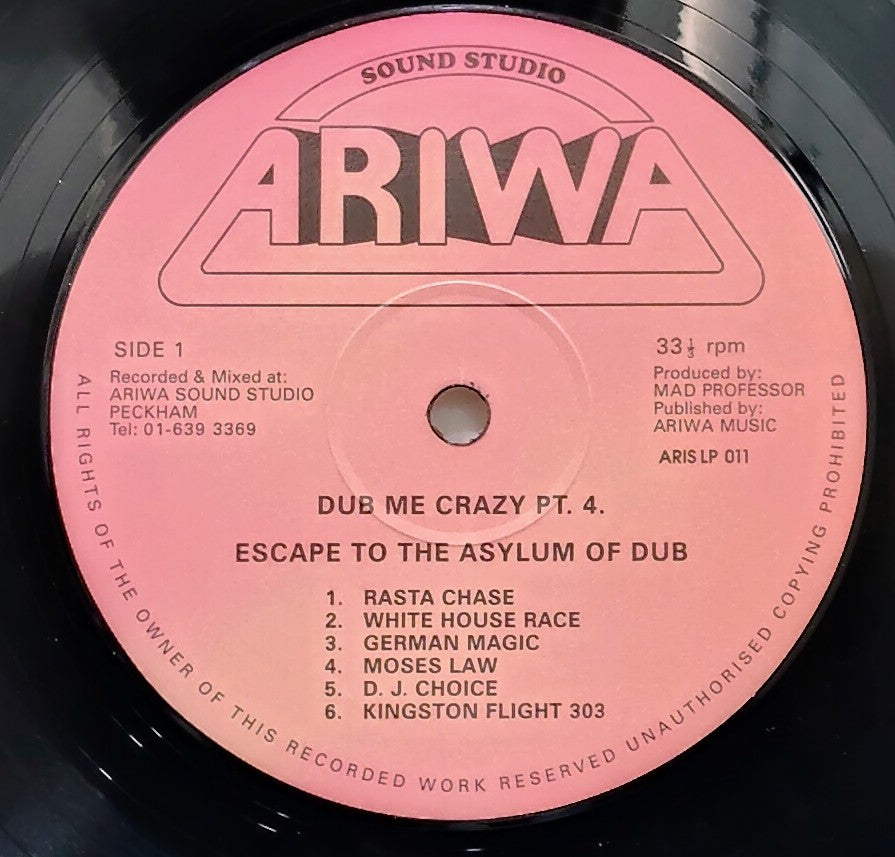 SOUND STUDIO
ARIWA
SIDE 1
Recorded & Mixed at:
ARIWA SOUND STUDIO
PECKHAM
Tel: 01-639 3369
33⅓ rpm
Produced by:
MAD PROFESSOR
Published by:
ARIWA MUSIC
ARIS LP 011
DUB ME CRAZY PT. 4.
ESCAPE TO THE ASYLUM OF DUB
1. RASTA CHASE
2. WHITE HOUSE RACE
3. GERMAN MAGIC
4. MOSES LAW
5. D. J. CHOICE
6. KINGSTON FLIGHT 303
ALL RIGHTS OF THE OWNER OF THIS RECORDED WORK RESERVED UNAUTHORISED COPYING PROHIBITED